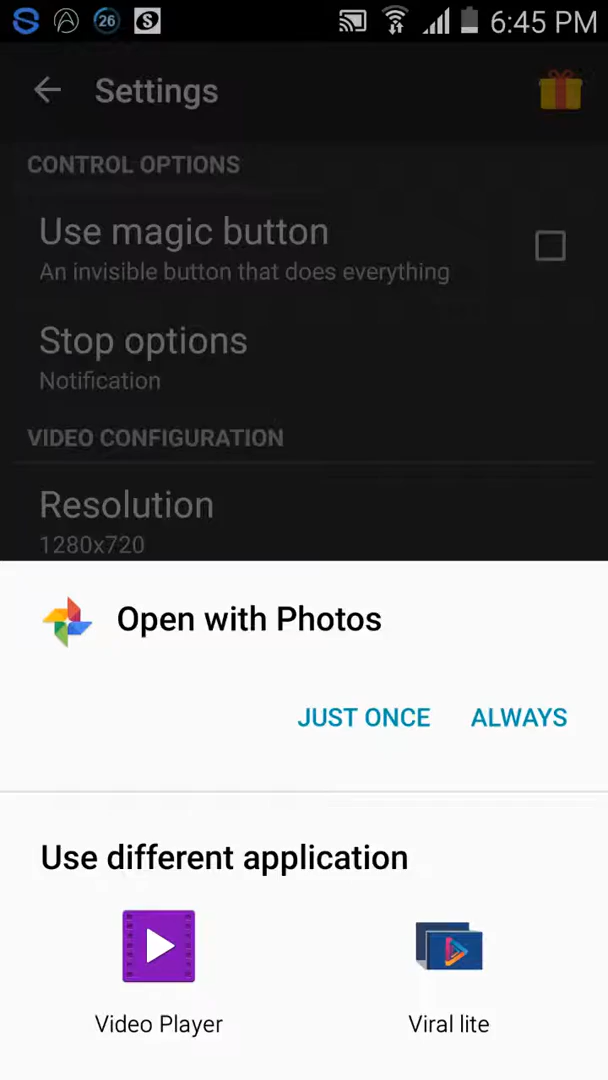 26 S 6:45 PM
Settings
CONTROL OPTIONS
Use magic button
An invisible button that does everything
Stop options
Notification
VIDEO CONFIGURATION
Resolution
1280x720
Open with Photos
JUST ONCE ALWAYS
Use different application
Video Player Viral lite